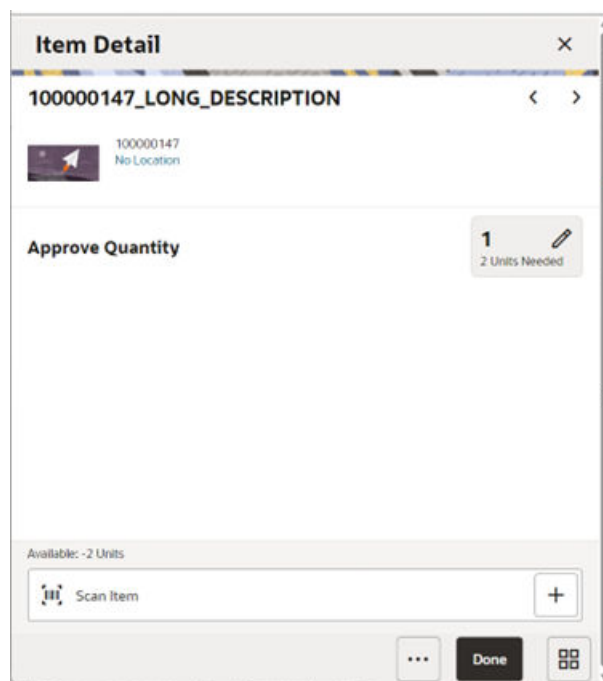 Item Detail
100000147_LONG_DESCRIPTION
100000147
No Location
Approve Quantity
1
2 Units Needed
Available: -2 Units
Scan Item
Done